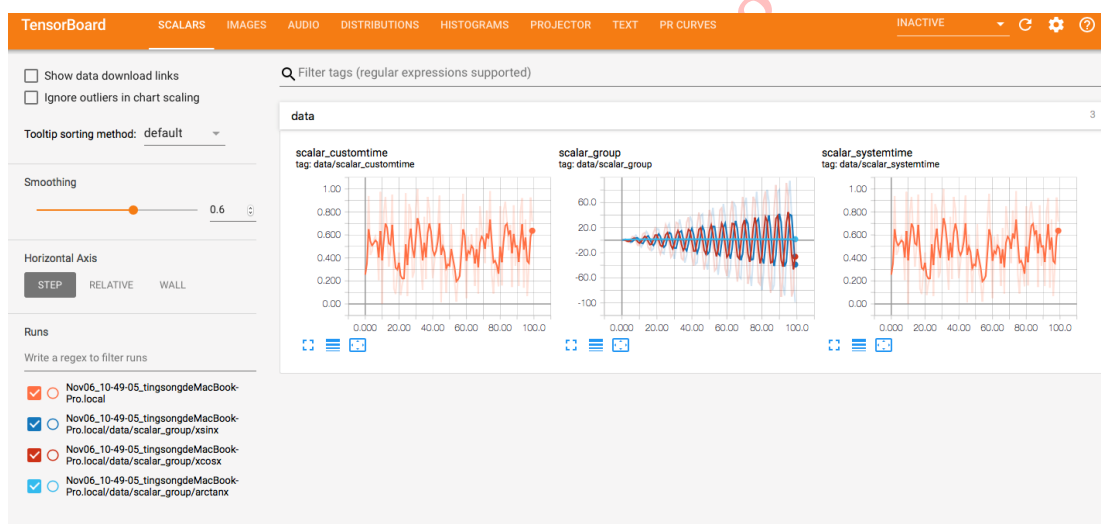 TensorBoard SCALARS IMAGES AUDIO DISTRIBUTIONS HISTOGRAMS PROJECTOR TEXT PR CURVES INACTIVE
Show data download links
Ignore outliers in chart scaling
Tooltip sorting method: default
Smoothing
0.6
Horizontal Axis
STEP RELATIVE WALL
Runs
Write a regex to filter runs
Nov06_10-49-05_tingsongdeMacBook-
Pro.local
Nov06_10-49-05_tingsongdeMacBook-
Pro.local/data/scalar_group/xsinx
Nov06_10-49-05_tingsongdeMacBook-
Pro.local/data/scalar_group/xcosx
Nov06_10-49-05_tingsongdeMacBook-
Pro.local/data/scalar_group/arctanx
Filter tags (regular expressions supported)
data 3
scalar_customtime
tag: data/scalar_customtime
1.00
0.800
0.600
0.400
0.200
0.00
0.000 20.00 40.00 60.00 80.00 100.0
scalar_group
tag: data/scalar_group
60.0
20.0
-20.0
-60.0
-100
0.000 20.00 40.00 60.00 80.00 100.0
scalar_systemtime
tag: data/scalar_systemtime
1.00
0.800
0.600
0.400
0.200
0.00
0.000 20.00 40.00 60.00 80.00 100.0